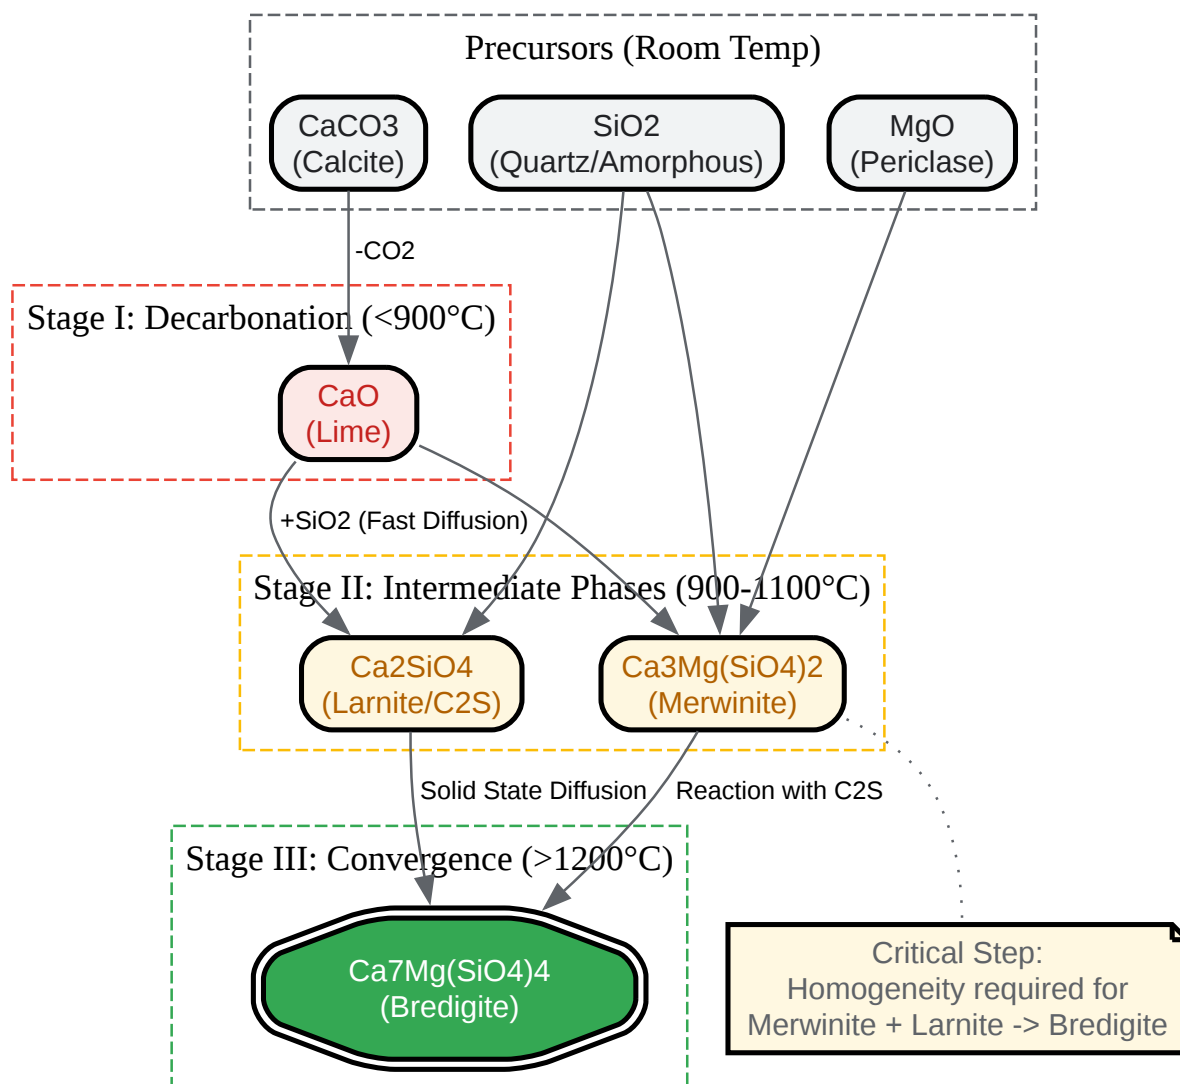 Precursors (Room Temp)
CaCO3
(Calcite)
SiO2
(Quartz/Amorphous)
MgO
(Periclase)
-CO2
Stage I: Decarbonation (<900°C)
CaO
(Lime)
+SiO2 (Fast Diffusion)
Stage II: Intermediate Phases (900-1100°C)
Ca2SiO4
(Larnite/C2S)
Ca3Mg(SiO4)2
(Merwinite)
Solid State Diffusion
Reaction with C2S
Stage III: Convergence (>1200°C)
Ca7Mg(SiO4)4
(Bredigite)
Critical Step:
Homogeneity required for
Merwinite + Larnite -> Bredigite